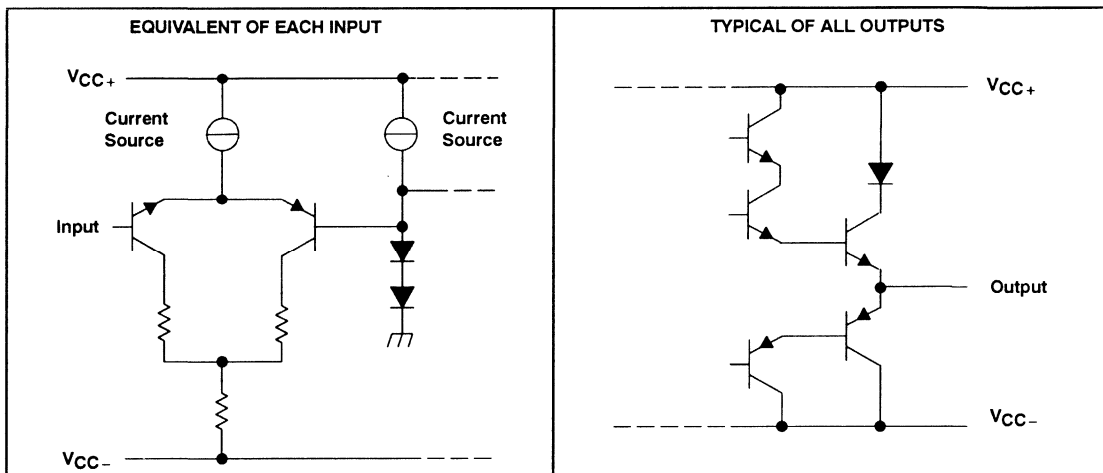 EQUIVALENT OF EACH INPUT
VCC+
Current
Source
Current
Source
Input
VCC−
TYPICAL OF ALL OUTPUTS
VCC+
Output
VCC−